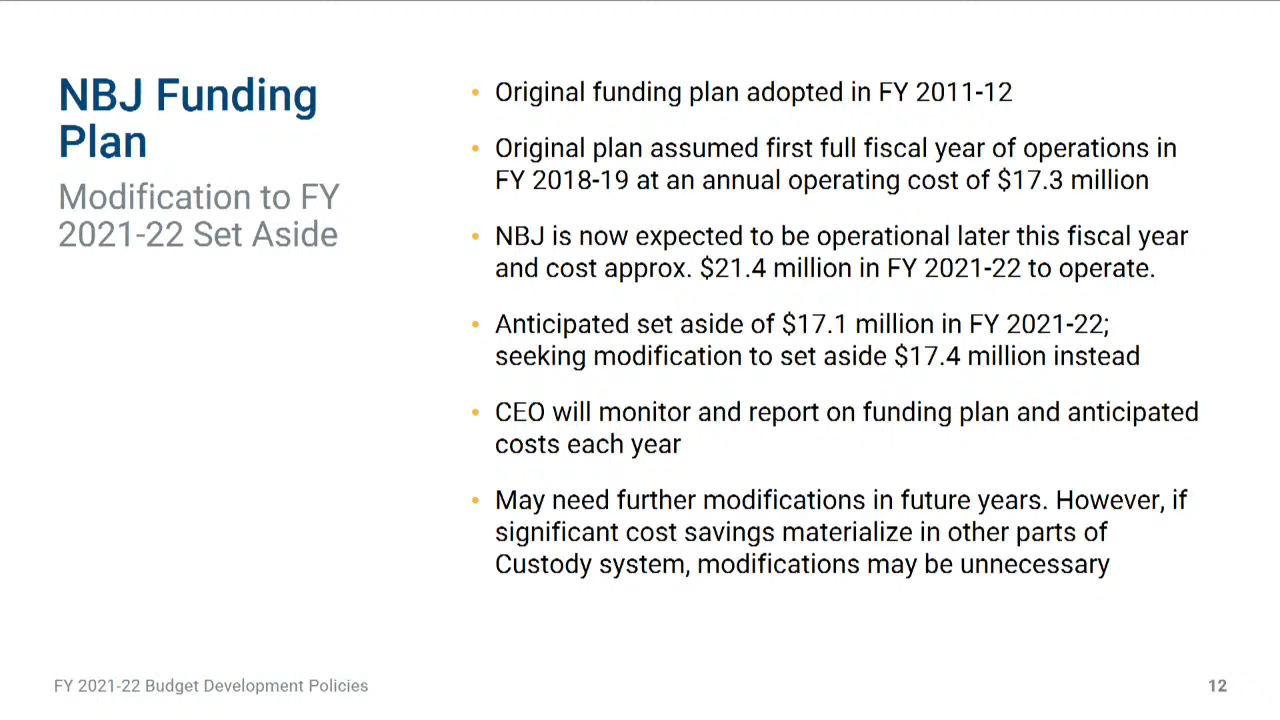 NBJ Funding
Plan
Modification to FY
2021-22 Set Aside
• Original funding plan adopted in FY 2011-12
• Original plan assumed first full fiscal year of operations in
FY 2018-19 at an annual operating cost of $17.3 million
• NBJ is now expected to be operational later this fiscal year
and cost approx. $21.4 million in FY 2021-22 to operate.
• Anticipated set aside of $17.1 million in FY 2021-22;
seeking modification to set aside $17.4 million instead
• CEO will monitor and report on funding plan and anticipated
costs each year
• May need further modifications in future years. However, if
significant cost savings materialize in other parts of
Custody system, modifications may be unnecessary
FY 2021-22 Budget Development Policies
12